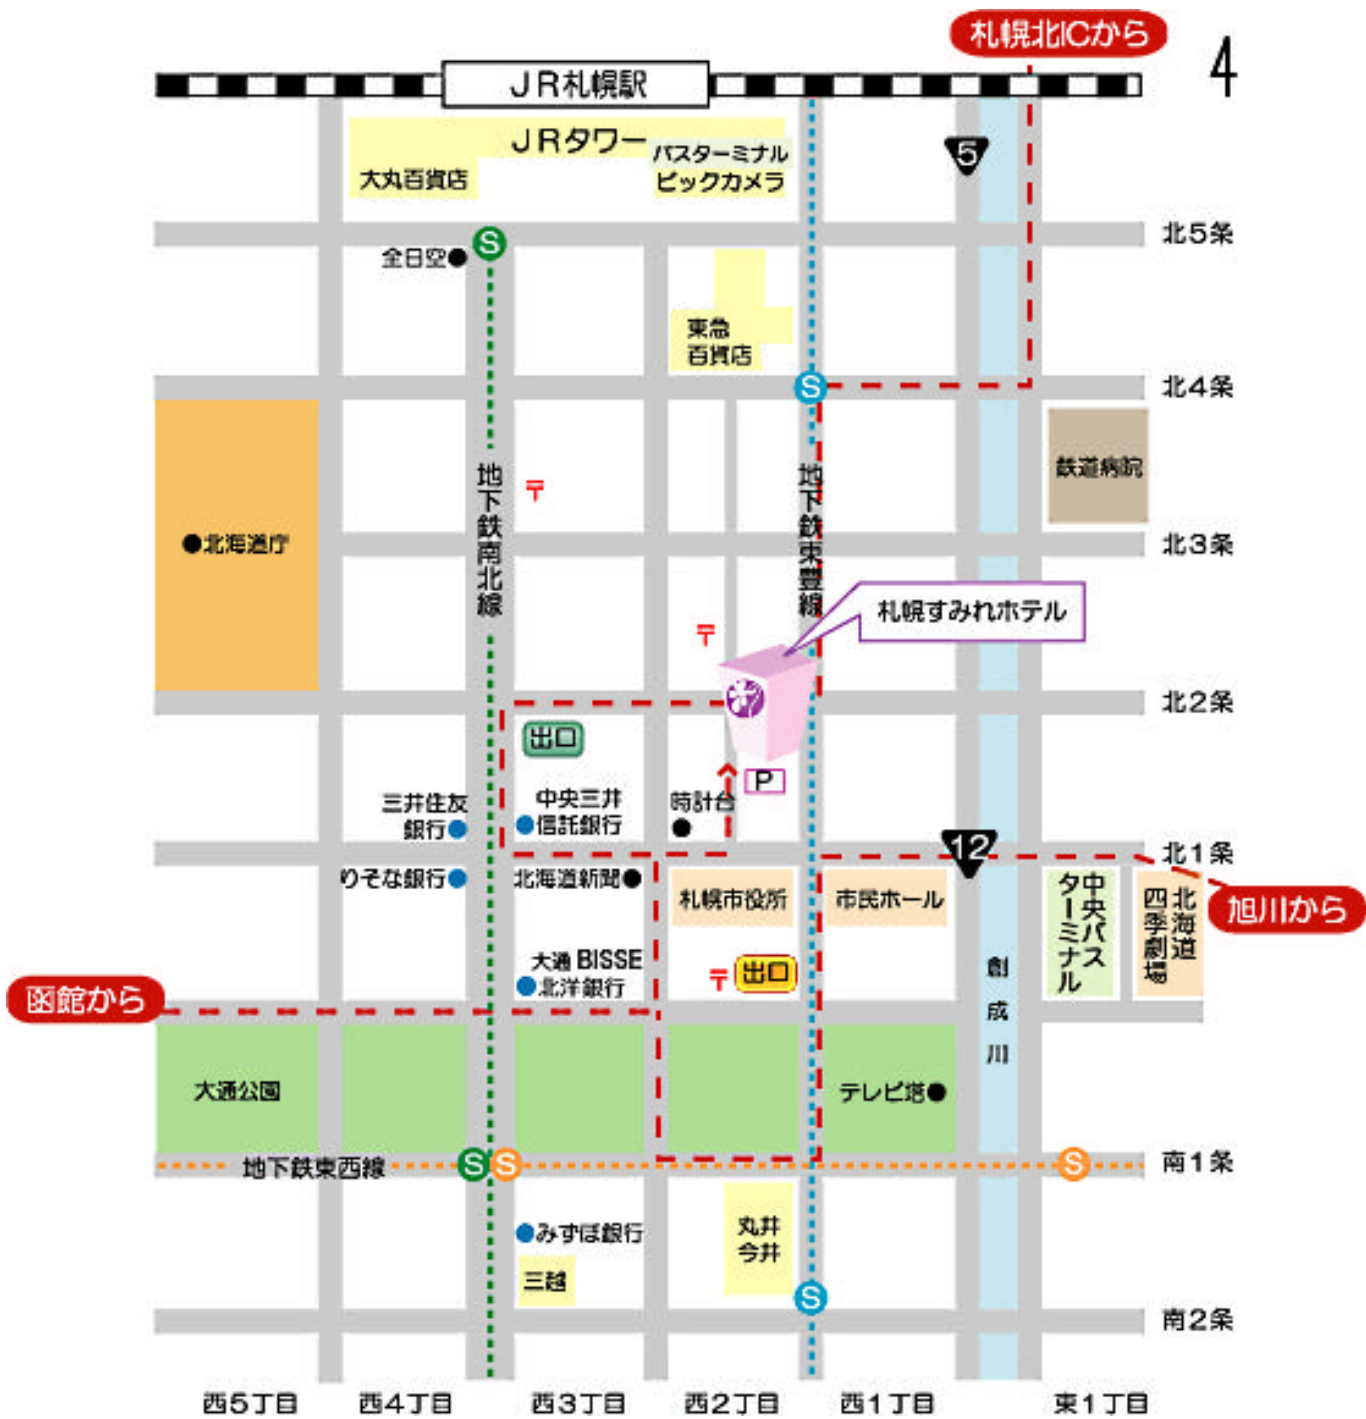 札幌北ICから
4
JR札幌駅
JRタワー
バスターミナル
ビックカメラ
大丸百貨店
5
北5条
S
全日空
東急
百貨店
S
北4条
鉄道病院
地下鉄南北線
〒
地下鉄東豊線
北海道庁
北3条
札幌すみれホテル
〒
北2条
出口
P
三井住友
銀行
中央三井
信託銀行
時計台
12
北1条
りそな銀行
北海道新聞
札幌市役所
市民ホール
中央バス
ターミナル
北海道
四季劇場
旭川から
大通 BISSE
北洋銀行
〒
出口
創成川
函館から
大通公園
テレビ塔
地下鉄東西線
S
S
S
南1条
みずほ銀行
三越
丸井
今井
S
南2条
西5丁目
西4丁目
西3丁目
西2丁目
西1丁目
東1丁目